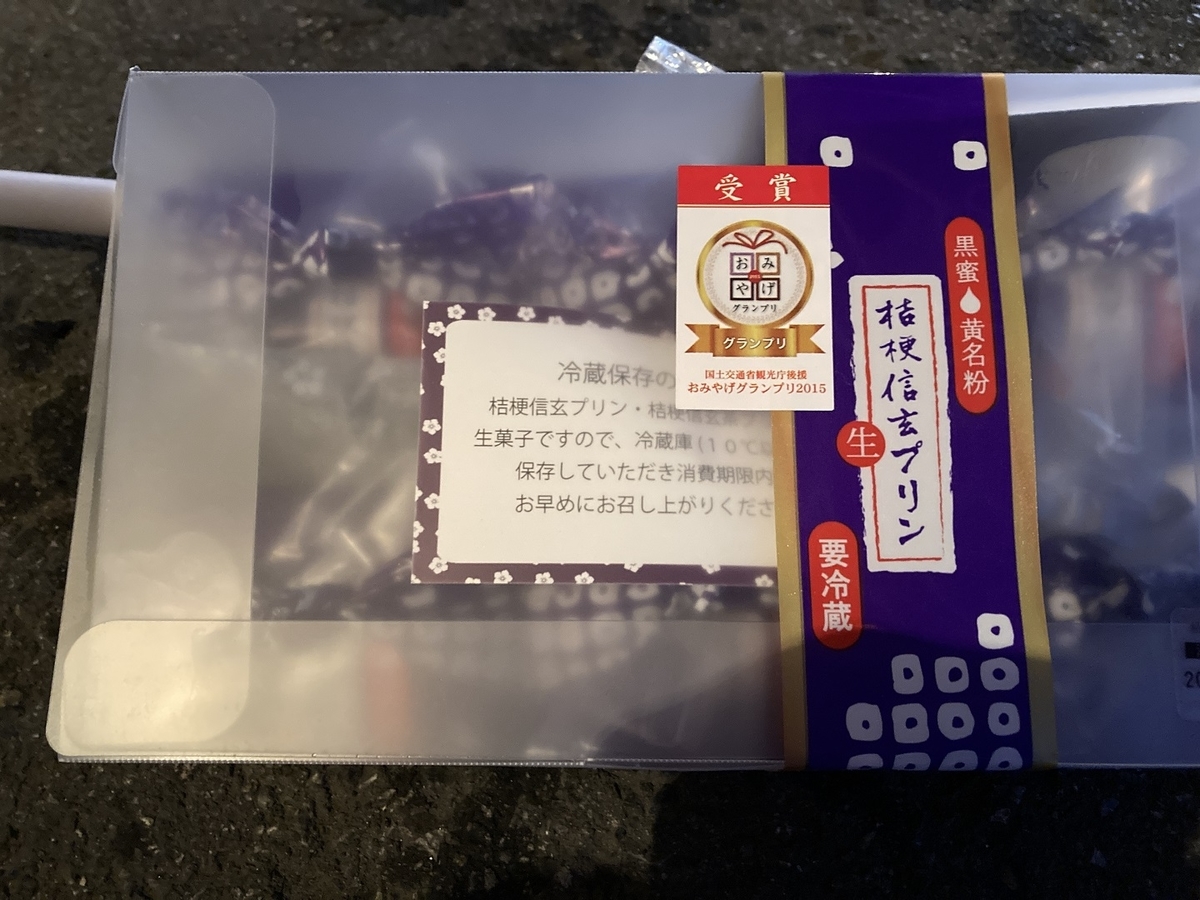 受賞
おみ
やげ
2015
グランプリ
グランプリ
国土交通省観光庁後援
おみやげグランプリ2015
黒蜜
黄名粉
桔梗信玄プリン
生
要冷蔵
冷蔵保存の
桔梗信玄プリン・桔梗信玄
生菓子ですので、冷蔵庫(10℃以
保存していただき消費期限内
お早めにお召し上がりくださ
20